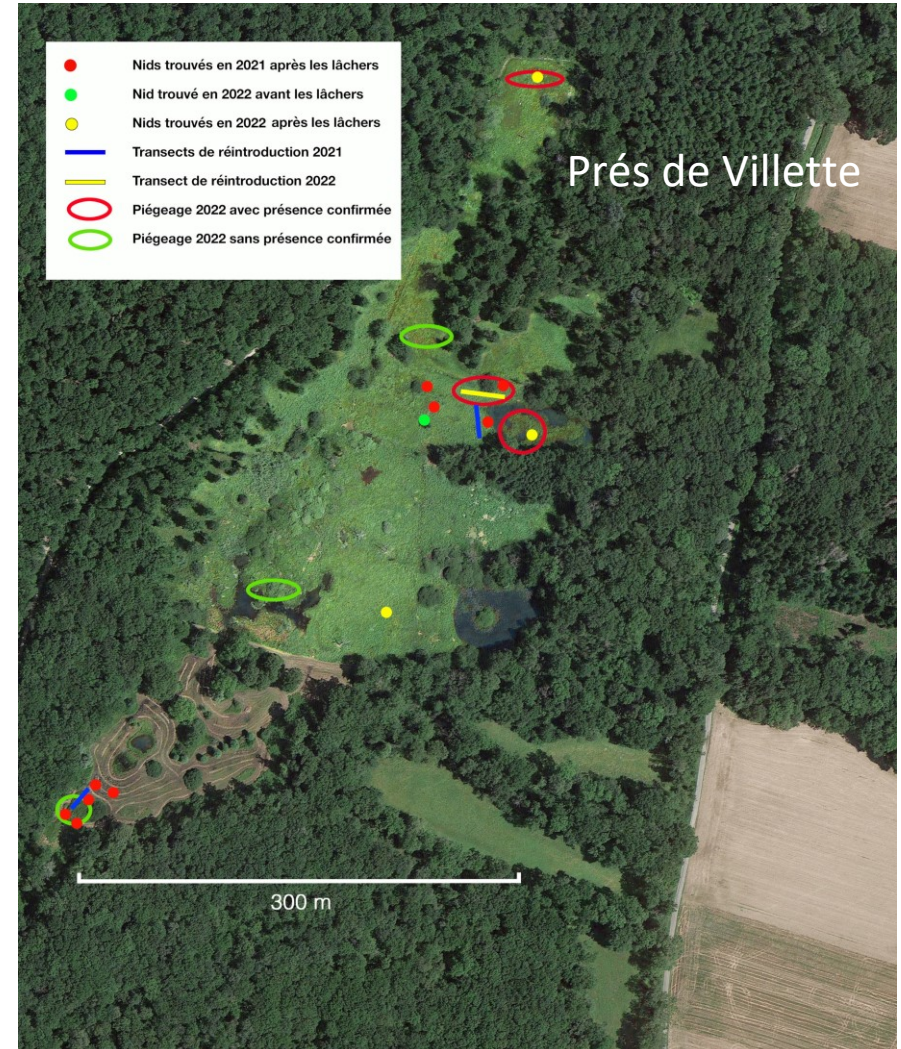 Nids trouvés en 2021 après les lâchers
Nid trouvé en 2022 avant les lâchers
Nids trouvés en 2022 après les lâchers
Transects de réintroduction 2021
Transect de réintroduction 2022
Piégeage 2022 avec présence confirmée
Piégeage 2022 sans présence confirmée
Prés de Villette
300 m